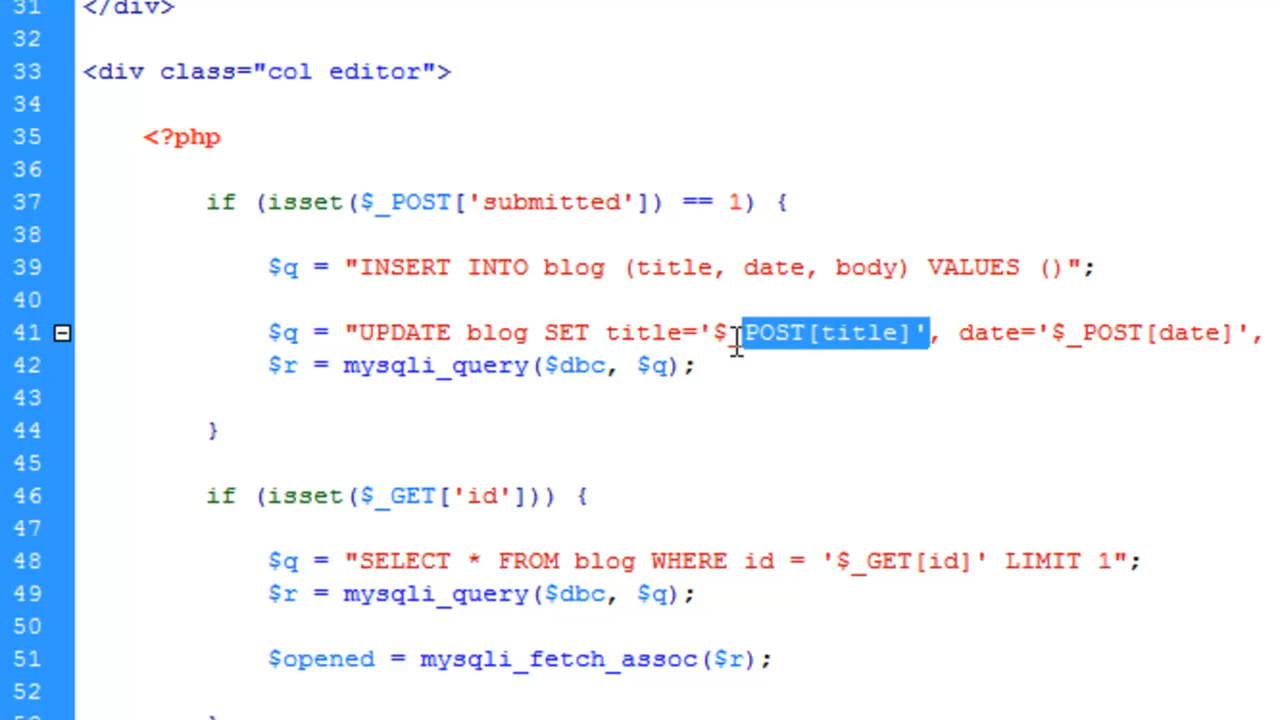 31 </div>
32
33 <div class="col editor">
34
35 <?php
36
37 if (isset($_POST['submitted']) == 1) {
38
39 $q = "INSERT INTO blog (title, date, body) VALUES ()";
40
41 $q = "UPDATE blog SET title='$_POST[title]', date='$_POST[date]',
42 $r = mysqli_query($dbc, $q);
43
44 }
45
46 if (isset($_GET['id'])) {
47
48 $q = "SELECT * FROM blog WHERE id = '$_GET[id]' LIMIT 1";
49 $r = mysqli_query($dbc, $q);
50
51 $opened = mysqli_fetch_assoc($r);
52